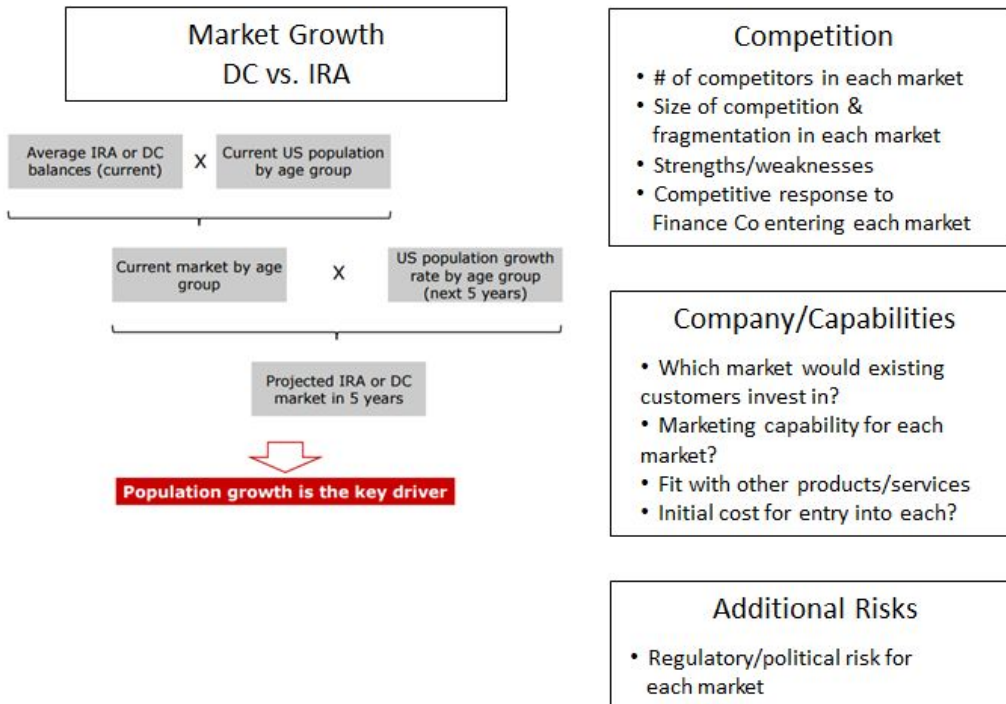 Market Growth
DC vs. IRA
Average IRA or DC
balances (current)
X
Current US population
by age group
Current market by age
group
X
US population growth
rate by age group
(next 5 years)
Projected IRA or DC
market in 5 years
Population growth is the key driver
Competition
• # of competitors in each market
• Size of competition &
fragmentation in each market
• Strengths/weaknesses
• Competitive response to
Finance Co entering each market
Company/Capabilities
• Which market would existing
customers invest in?
• Marketing capability for each
market?
• Fit with other products/services
• Initial cost for entry into each?
Additional Risks
• Regulatory/political risk for
each market